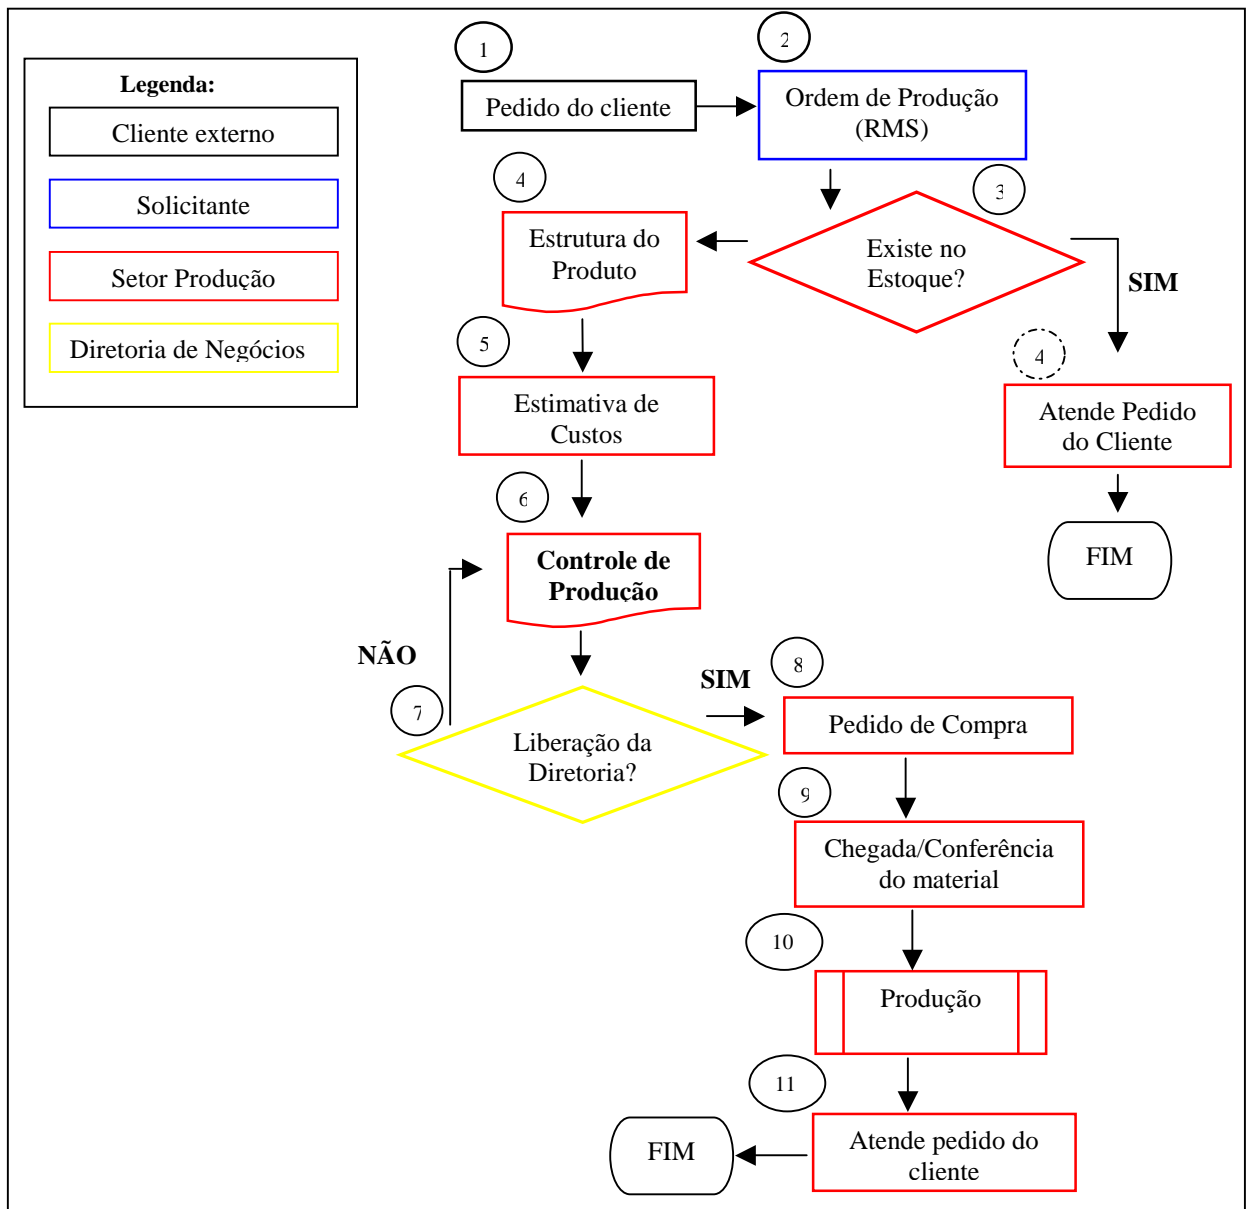 Legenda:
Cliente externo
Solicitante
Setor Produção
Diretoria de Negócios
1
Pedido do cliente
2
Ordem de Produção
(RMS)
3
Existe no
Estoque?
SIM
4
Atende Pedido
do Cliente
FIM
4
Estrutura do
Produto
5
Estimativa de
Custos
6
Controle de
Produção
NÃO
7
Liberação da
Diretoria?
SIM
8
Pedido de Compra
9
Chegada/Conferência
do material
10
Produção
11
Atende pedido do
cliente
FIM